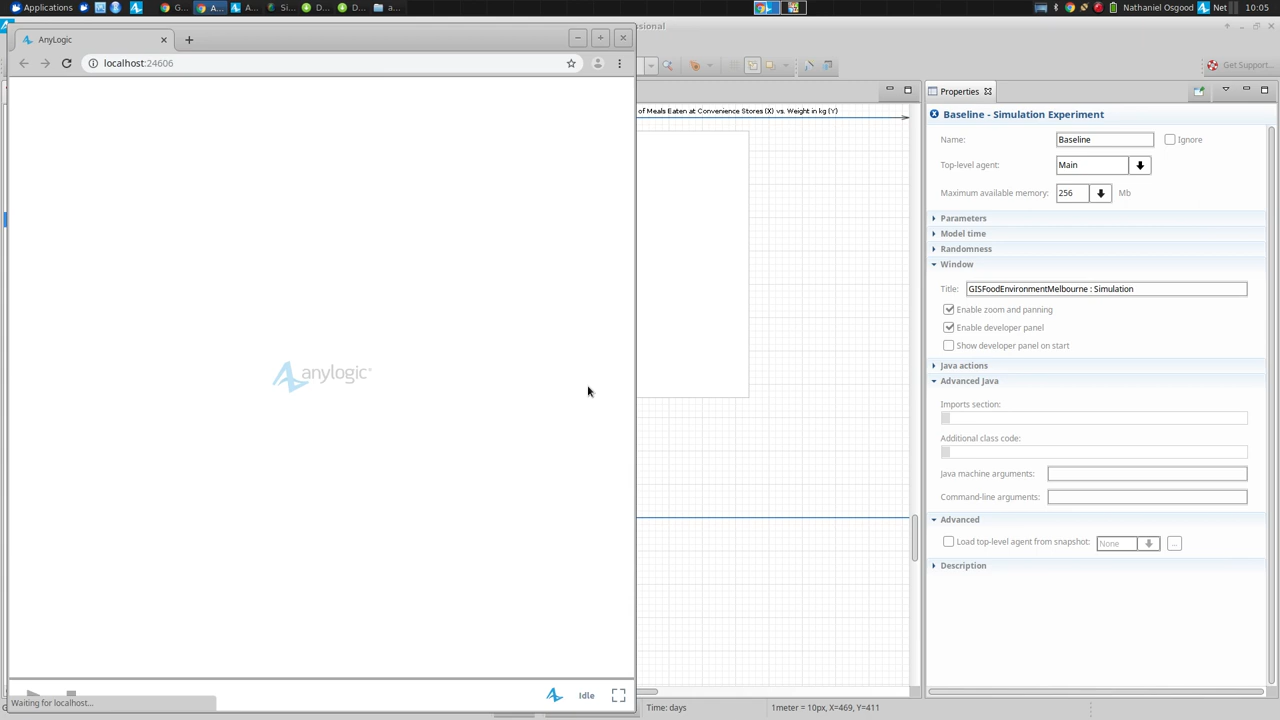 Applications
G...
A...
A...
Si...
D...
D...
a...
Nathaniel Osgood
Net
10:05
AnyLogic
sional
localhost:24606
Get Support...
Properties
of Meals Eaten at Convenience Stores (X) vs. Weight in kg (Y)
Baseline - Simulation Experiment
Name:
Baseline
Ignore
Top-level agent:
Main
Maximum available memory:
256
Mb
Parameters
Model time
Randomness
Window
Title:
GISFoodEnvironmentMelbourne : Simulation
Enable zoom and panning
Enable developer panel
Show developer panel on start
Java actions
Advanced Java
Imports section:
Additional class code:
Java machine arguments:
Command-line arguments:
Advanced
Load top-level agent from snapshot:
None
...
Description
anylogic
Idle
Waiting for localhost...
Time: days
1meter = 10px, X=469, Y=411